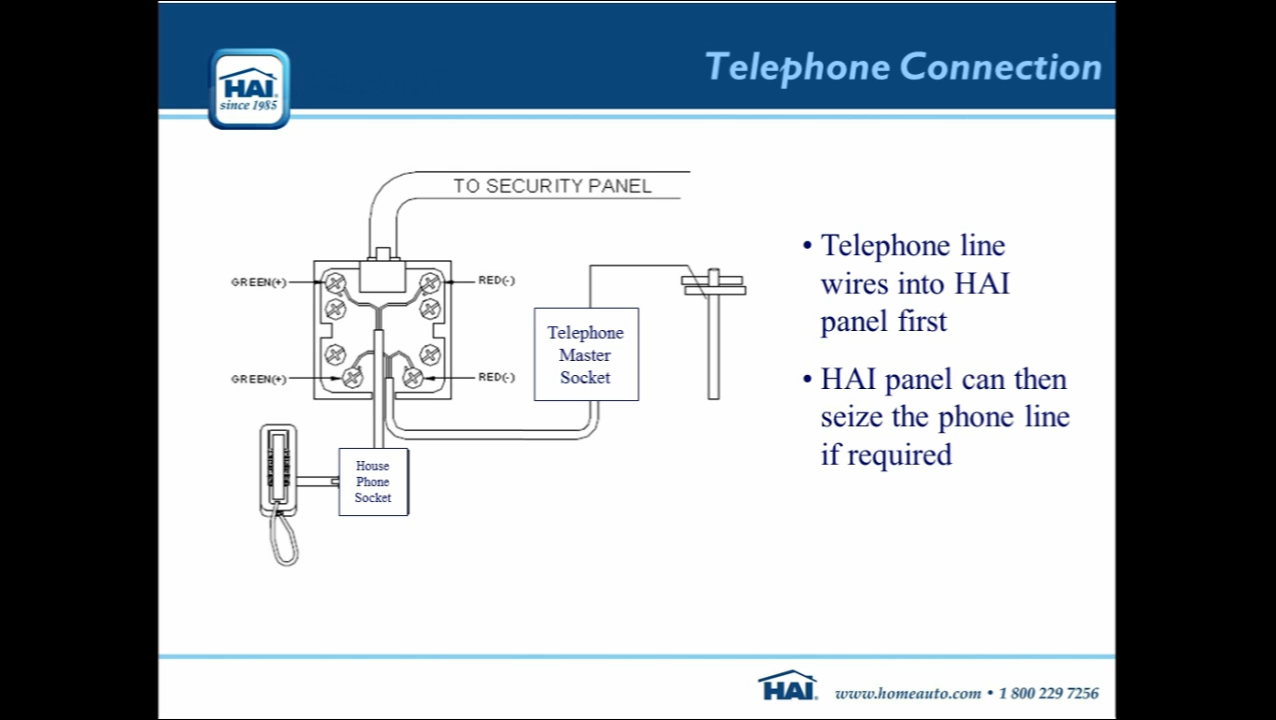 Telephone Connection
HAI
since 1985
TO SECURITY PANEL
GREEN(+)
RED(-)
GREEN(+)
RED(-)
Telephone
Master
Socket
House
Phone
Socket
• Telephone line
wires into HAI
panel first
• HAI panel can then
seize the phone line
if required
HAI
www.homeauto.com • 1 800 229 7256